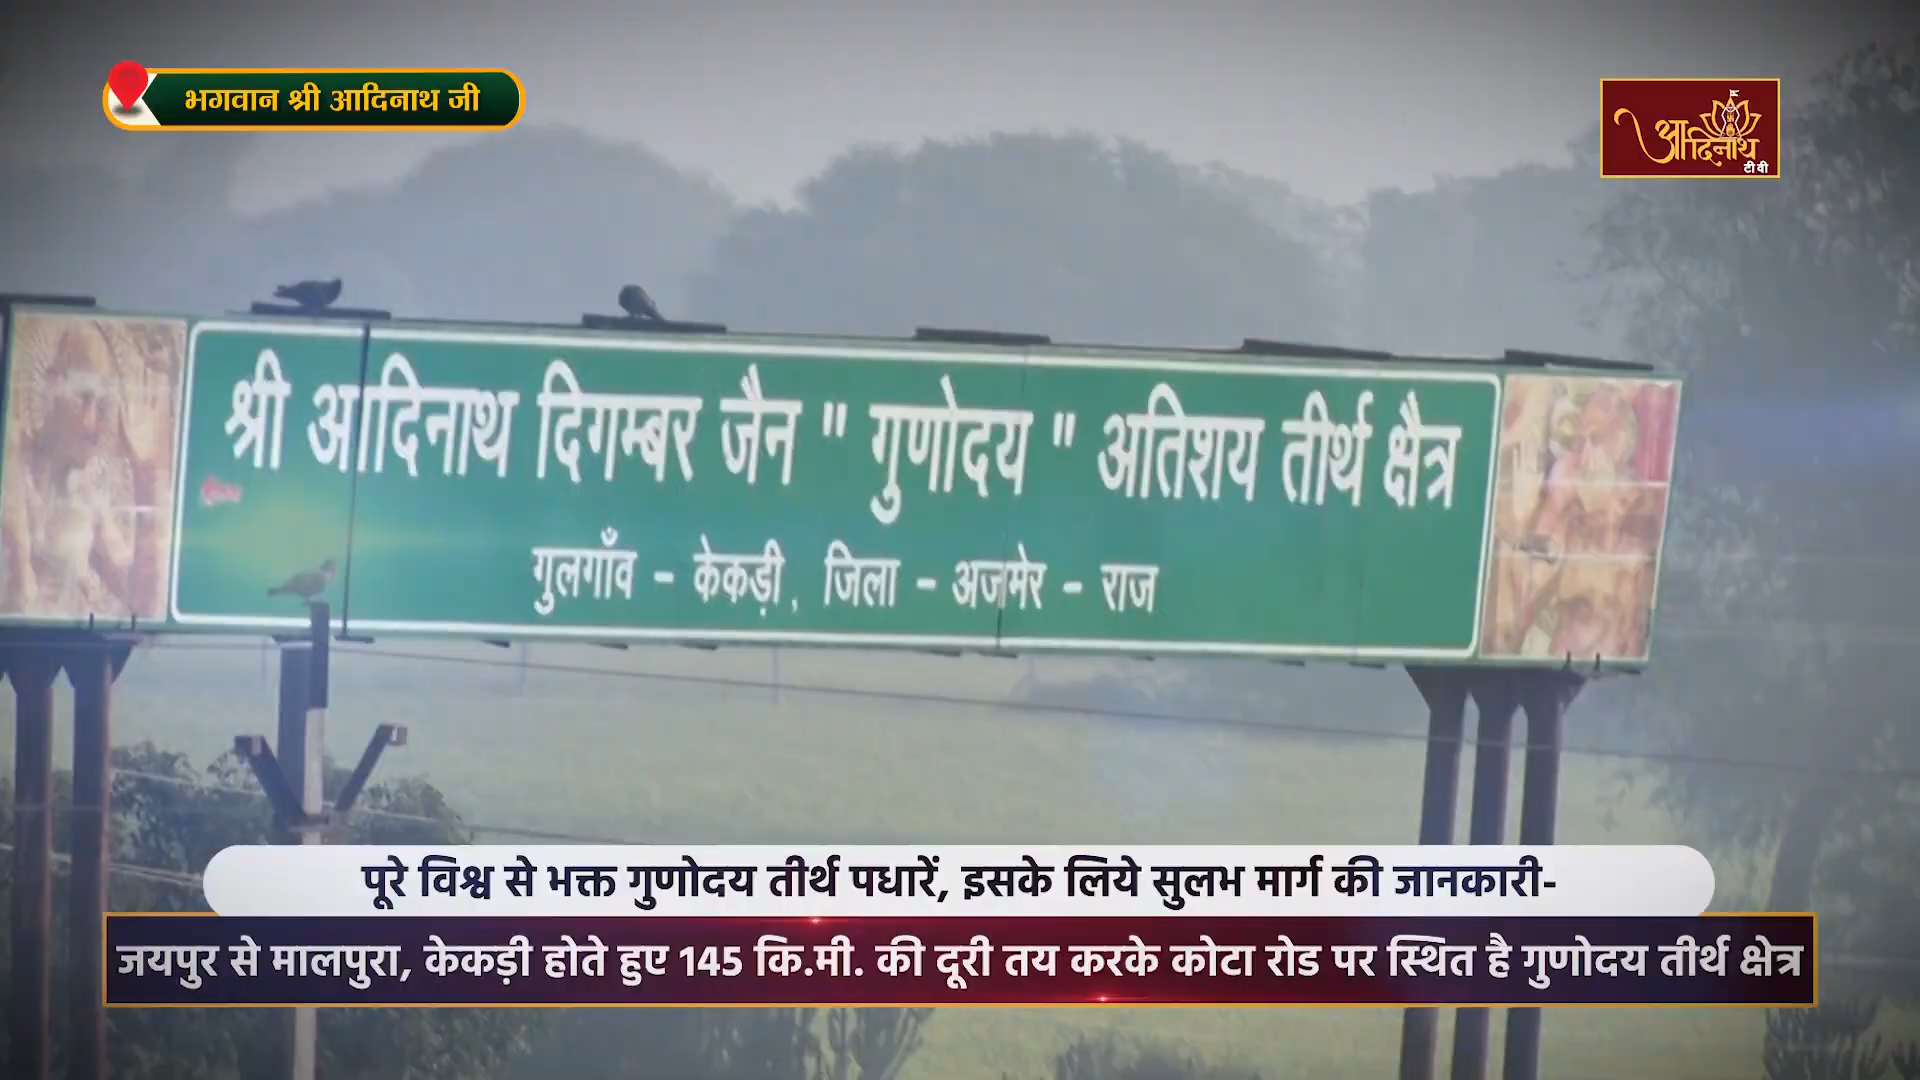 भगवान श्री आदिनाथ जी
आदिनाथ
टी वी
श्री आदिनाथ दिगम्बर जैन " गुणोदय " अतिशय तीर्थ क्षैत्र
गुलगाँव - केकड़ी, जिला - अजमेर - राज
पूरे विश्व से भक्त गुणोदय तीर्थ पधारें, इसके लिये सुलभ मार्ग की जानकारी-
जयपुर से मालपुरा, केकड़ी होते हुए 145 कि.मी. की दूरी तय करके कोटा रोड पर स्थित है गुणोदय तीर्थ क्षेत्र